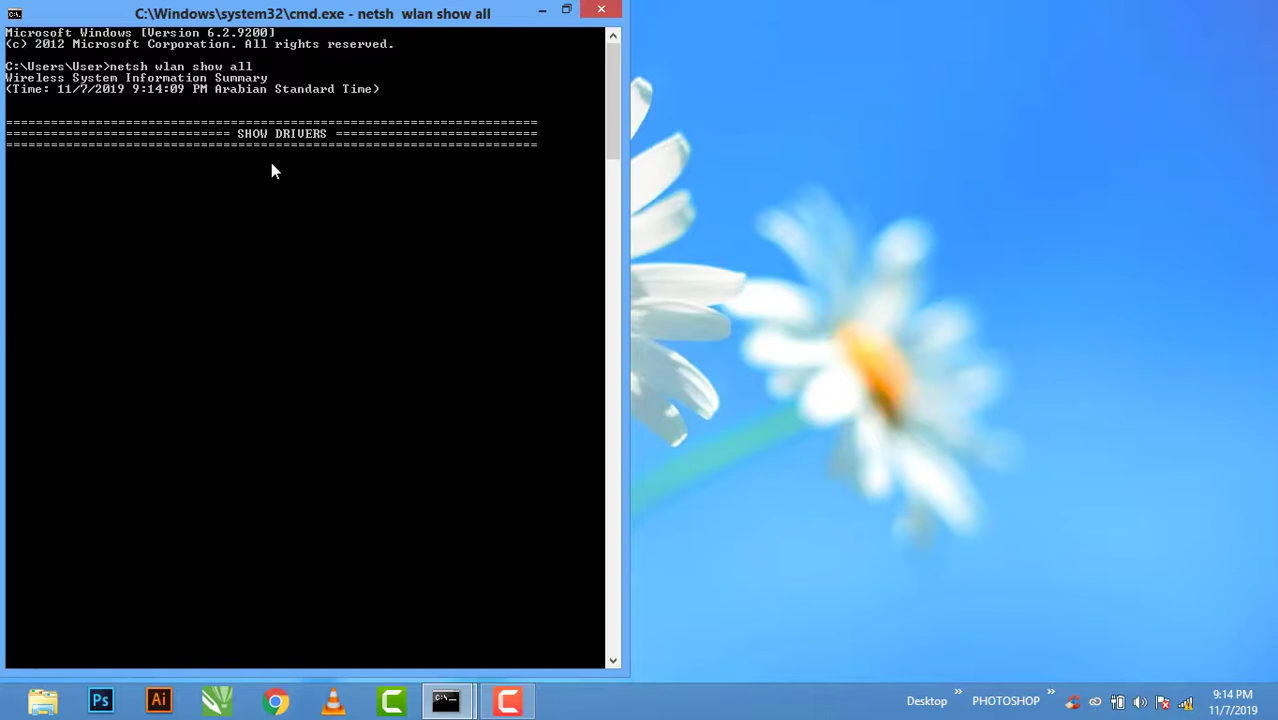 C:\Windows\system32\cmd.exe - netsh  wlan show all
Microsoft Windows [Version 6.2.9200]
(c) 2012 Microsoft Corporation. All rights reserved.
C:\Users\User>netsh wlan show all
Wireless System Information Summary
(Time: 11/7/2019 9:14:09 PM Arabian Standard Time)
=======================================================================
============================== SHOW DRIVERS ===========================
=======================================================================
Ps
Ai
C
C:\_
Desktop
»
PHOTOSHOP
»
9:14 PM
11/7/2019